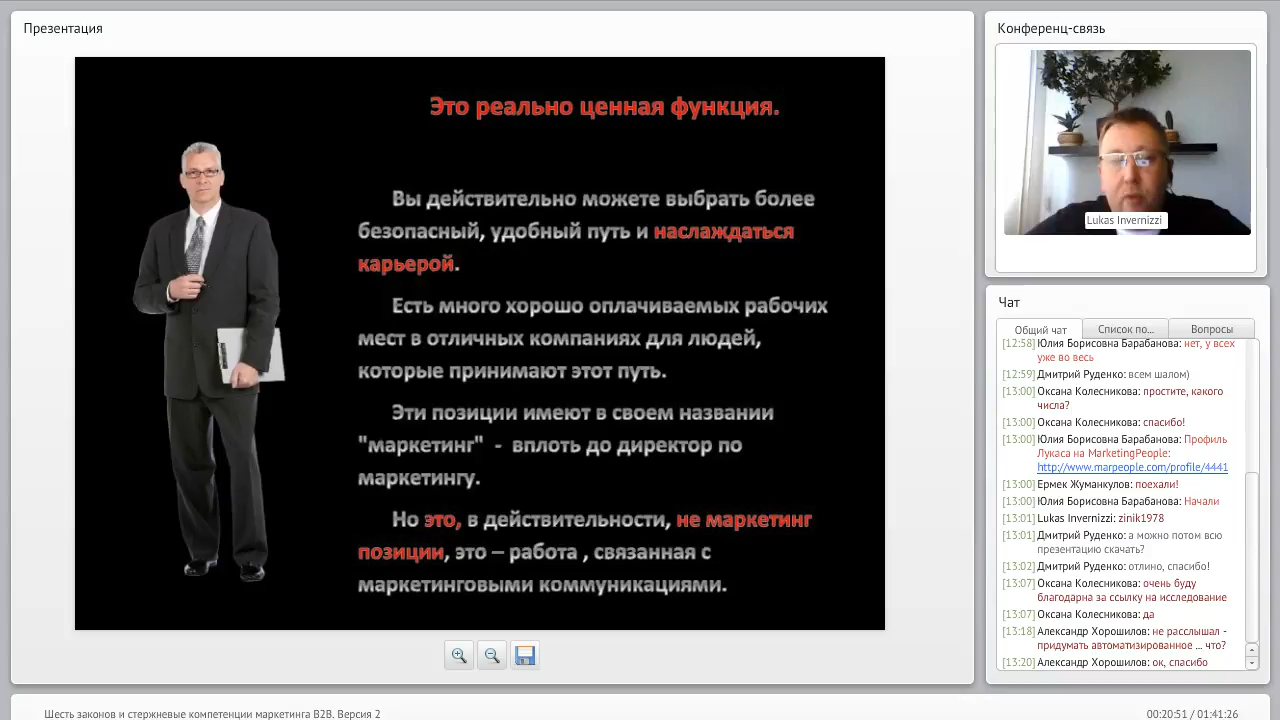 Презентация
Это реально ценная функция.
Вы действительно можете выбрать более
безопасный, удобный путь и наслаждаться
карьерой.
Есть много хорошо оплачиваемых рабочих
мест в отличных компаниях для людей,
которые принимают этот путь.
Эти позиции имеют в своем названии
"маркетинг" - вплоть до директор по
маркетингу.
Но это, в действительности, не маркетинг
позиции, это – работа , связанная с
маркетинговыми коммуникациями.
Конференц-связь
Lukas Invernizzi
Чат
Общий чат
Список по...
Вопросы
[12:58] Юлия Борисовна Барабанова: нет, у всех
уже во весь
[12:59] Дмитрий Руденко: всем шалом)
[13:00] Оксана Колесникова: простите, какого
числа?
[13:00] Оксана Колесникова: спасибо!
[13:00] Юлия Борисовна Барабанова: Профиль
Лукаса на MarketingPeople:
http://www.marpeople.com/profile/4441
[13:00] Ермек Жуманкулов: поехали!
[13:00] Юлия Борисовна Барабанова: Начали
[13:01] Lukas Invernizzi: zinik1978
[13:01] Дмитрий Руденко: а можно потом всю
презентацию скачать?
[13:02] Дмитрий Руденко: отлино, спасибо!
[13:07] Оксана Колесникова: очень буду
благодарна за ссылку на исследование
[13:07] Оксана Колесникова: да
[13:18] Александр Хорошилов: не расслышал -
придумать автоматизированное ... что?
[13:20] Александр Хорошилов: ок, спасибо
Шесть законов и стержневые компетенции маркетинга B2B. Версия 2
00:20:51 / 01:41:26